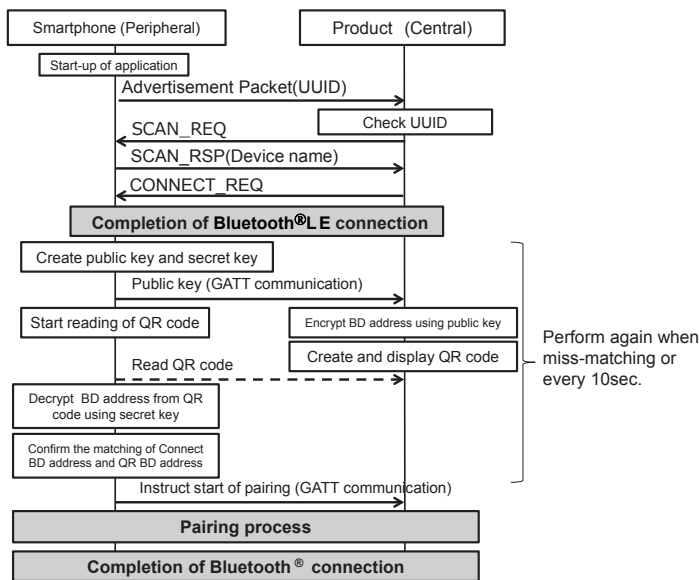 Smartphone (Peripheral)
Product (Central)
Start-up of application
Advertisement Packet(UUID)
Check UUID
SCAN_REQ
SCAN_RSP(Device name)
CONNECT_REQ
Completion of Bluetooth®LE connection
Create public key and secret key
Public key (GATT communication)
Start reading of QR code
Encrypt BD address using public key
Create and display QR code
Read QR code
Perform again when
miss-matching or
every 10sec.
Decrypt BD address from QR
code using secret key
Confirm the matching of Connect
BD address and QR BD address
Instruct start of pairing (GATT communication)
Pairing process
Completion of Bluetooth® connection